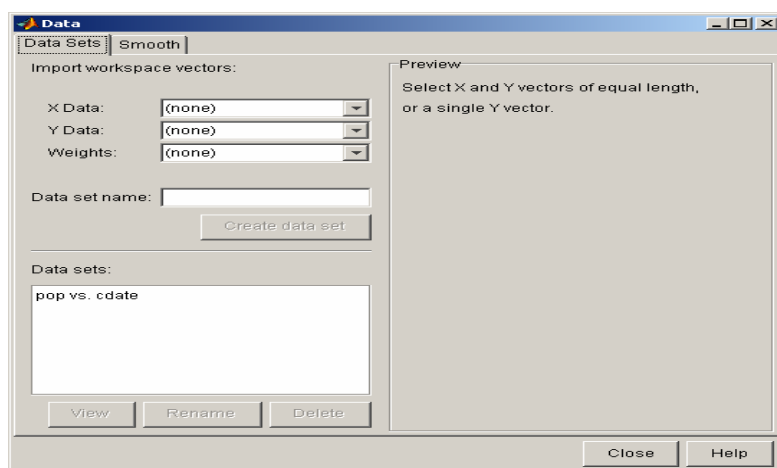 Data
Data Sets Smooth
Import workspace vectors:
X Data: (none)
Y Data: (none)
Weights: (none)
Data set name:
Create data set
Data sets:
pop vs. cdate
View Rename Delete
Preview
Select X and Y vectors of equal length,
or a single Y vector.
Close Help